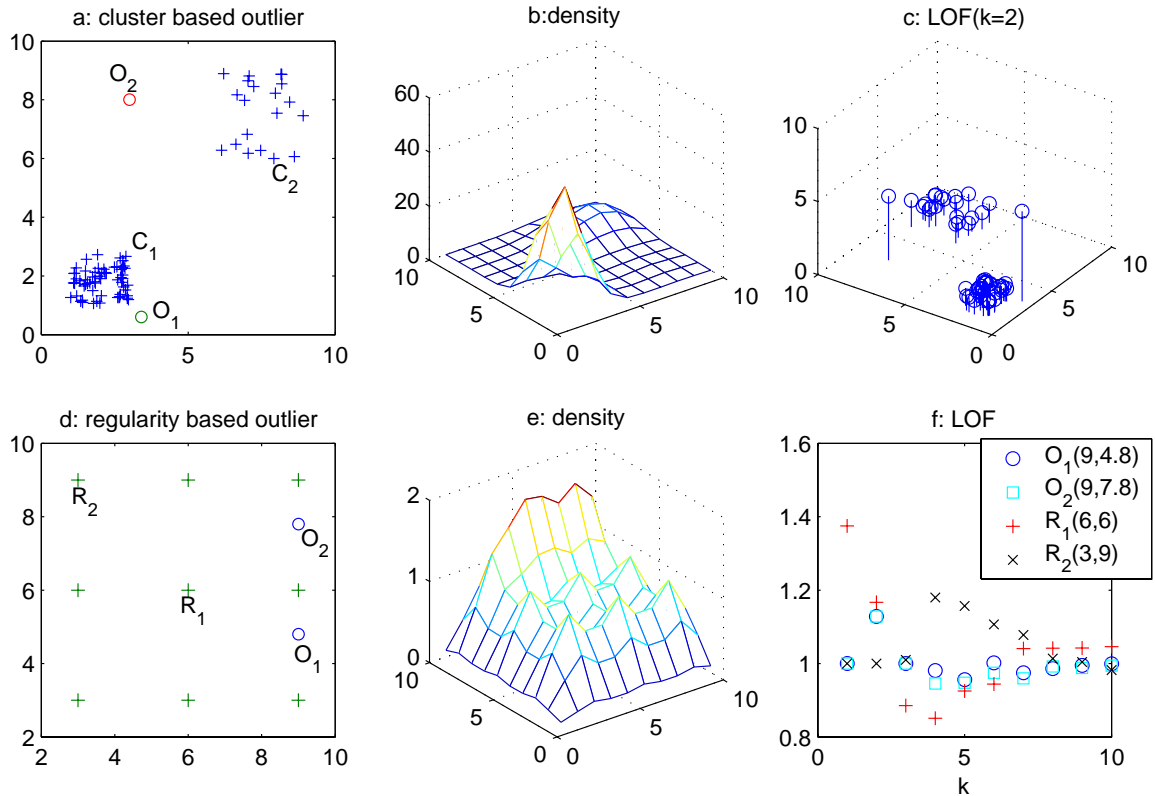 a: cluster based outlier
10
8
6
4
2
0
0
5
10
O2
C2
C1
O1
b:density
60
40
20
0
10
5
0
0
5
10
c: LOF(k=2)
10
5
0
10
5
0
0
5
10
d: regularity based outlier
10
8
6
4
2
2
4
6
8
10
R2
O2
R1
O1
e: density
2
1
0
10
5
0
0
5
10
f: LOF
1.6
1.4
1.2
1
0.8
0
5
10
k
O1(9,4.8)
O2(9,7.8)
R1(6,6)
R2(3,9)